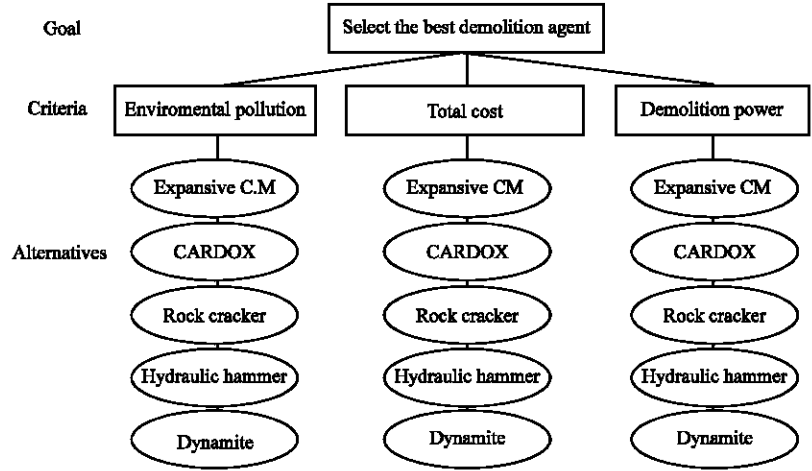 Goal
Select the best demolition agent
Criteria
Enviromental pollution
Total cost
Demolition power
Expansive C.M
Expansive CM
Expansive CM
Alternatives
CARDOX
CARDOX
CARDOX
Rock cracker
Rock cracker
Rock cracker
Hydraulic hammer
Hydraulic hammer
Hydraulic hammer
Dynamite
Dynamite
Dynamite